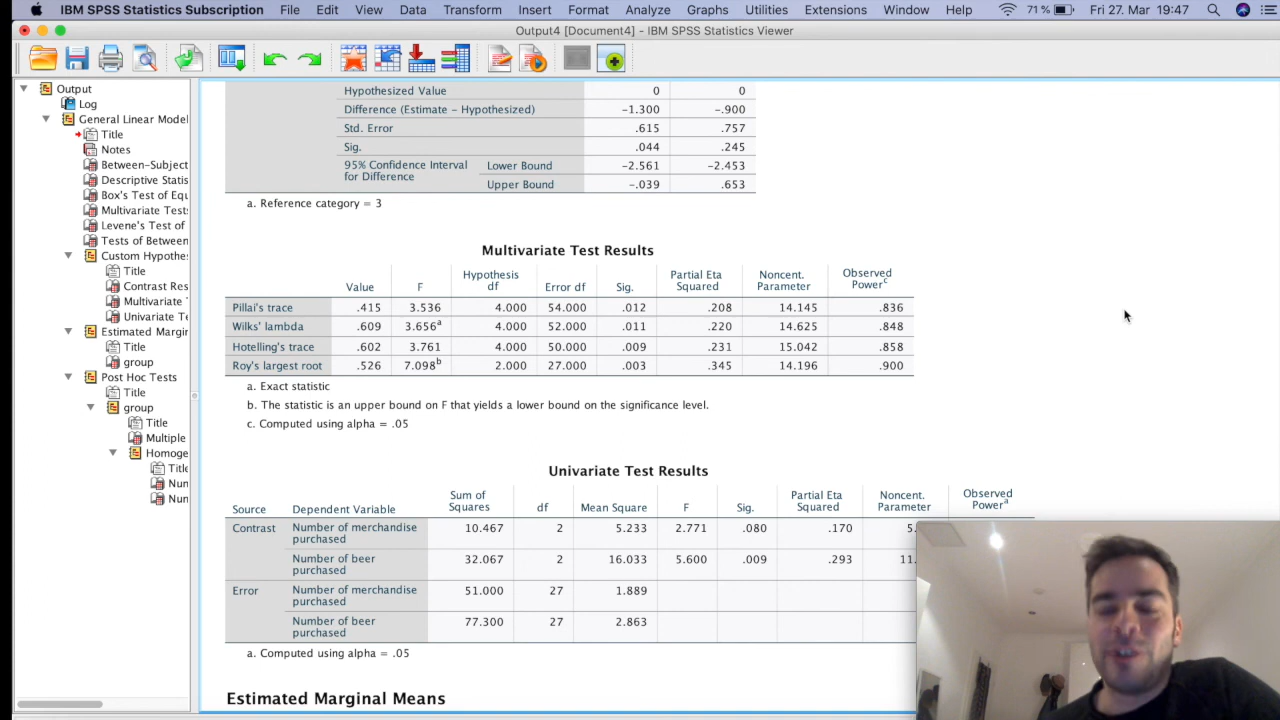 IBM SPSS Statistics Subscription File Edit View Data Transform Insert Format Analyze Graphs Utilities Extensions Window Help 71% Fri 27. Mar 19:47
Output4 [Document4] - IBM SPSS Statistics Viewer
Output
Log
General Linear Model
Title
Notes
Between-Subject
Descriptive Statis
Box's Test of Equ
Multivariate Tests
Levene's Test of
Tests of Between
Custom Hypothes
Title
Contrast Res
Multivariate
Univariate Te
Estimated Margin
Title
group
Post Hoc Tests
Title
group
Title
Multiple
Homoge
Title
Nun
Nun
Hypothesized Value 0 0
Difference (Estimate - Hypothesized) -1.300 -.900
Std. Error .615 .757
Sig. .044 .245
95% Confidence Interval for Difference Lower Bound -2.561 -2.453
Upper Bound -.039 .653
a. Reference category = 3
Multivariate Test Results
Value F Hypothesis df Error df Sig. Partial Eta Squared Noncent. Parameter Observed Power c
Pillai's trace .415 3.536 4.000 54.000 .012 .208 14.145 .836
Wilks' lambda .609 3.656a 4.000 52.000 .011 .220 14.625 .848
Hotelling's trace .602 3.761 4.000 50.000 .009 .231 15.042 .858
Roy's largest root .526 7.098b 2.000 27.000 .003 .345 14.196 .900
a. Exact statistic
b. The statistic is an upper bound on F that yields a lower bound on the significance level.
c. Computed using alpha = .05
Univariate Test Results
Source Dependent Variable Sum of Squares df Mean Square F Sig. Partial Eta Squared Noncent. Parameter Observed Power a
Contrast Number of merchandise purchased 10.467 2 5.233 2.771 .080 .170 5.
Number of beer purchased 32.067 2 16.033 5.600 .009 .293 11.
Error Number of merchandise purchased 51.000 27 1.889
Number of beer purchased 77.300 27 2.863
a. Computed using alpha = .05
Estimated Marginal Means